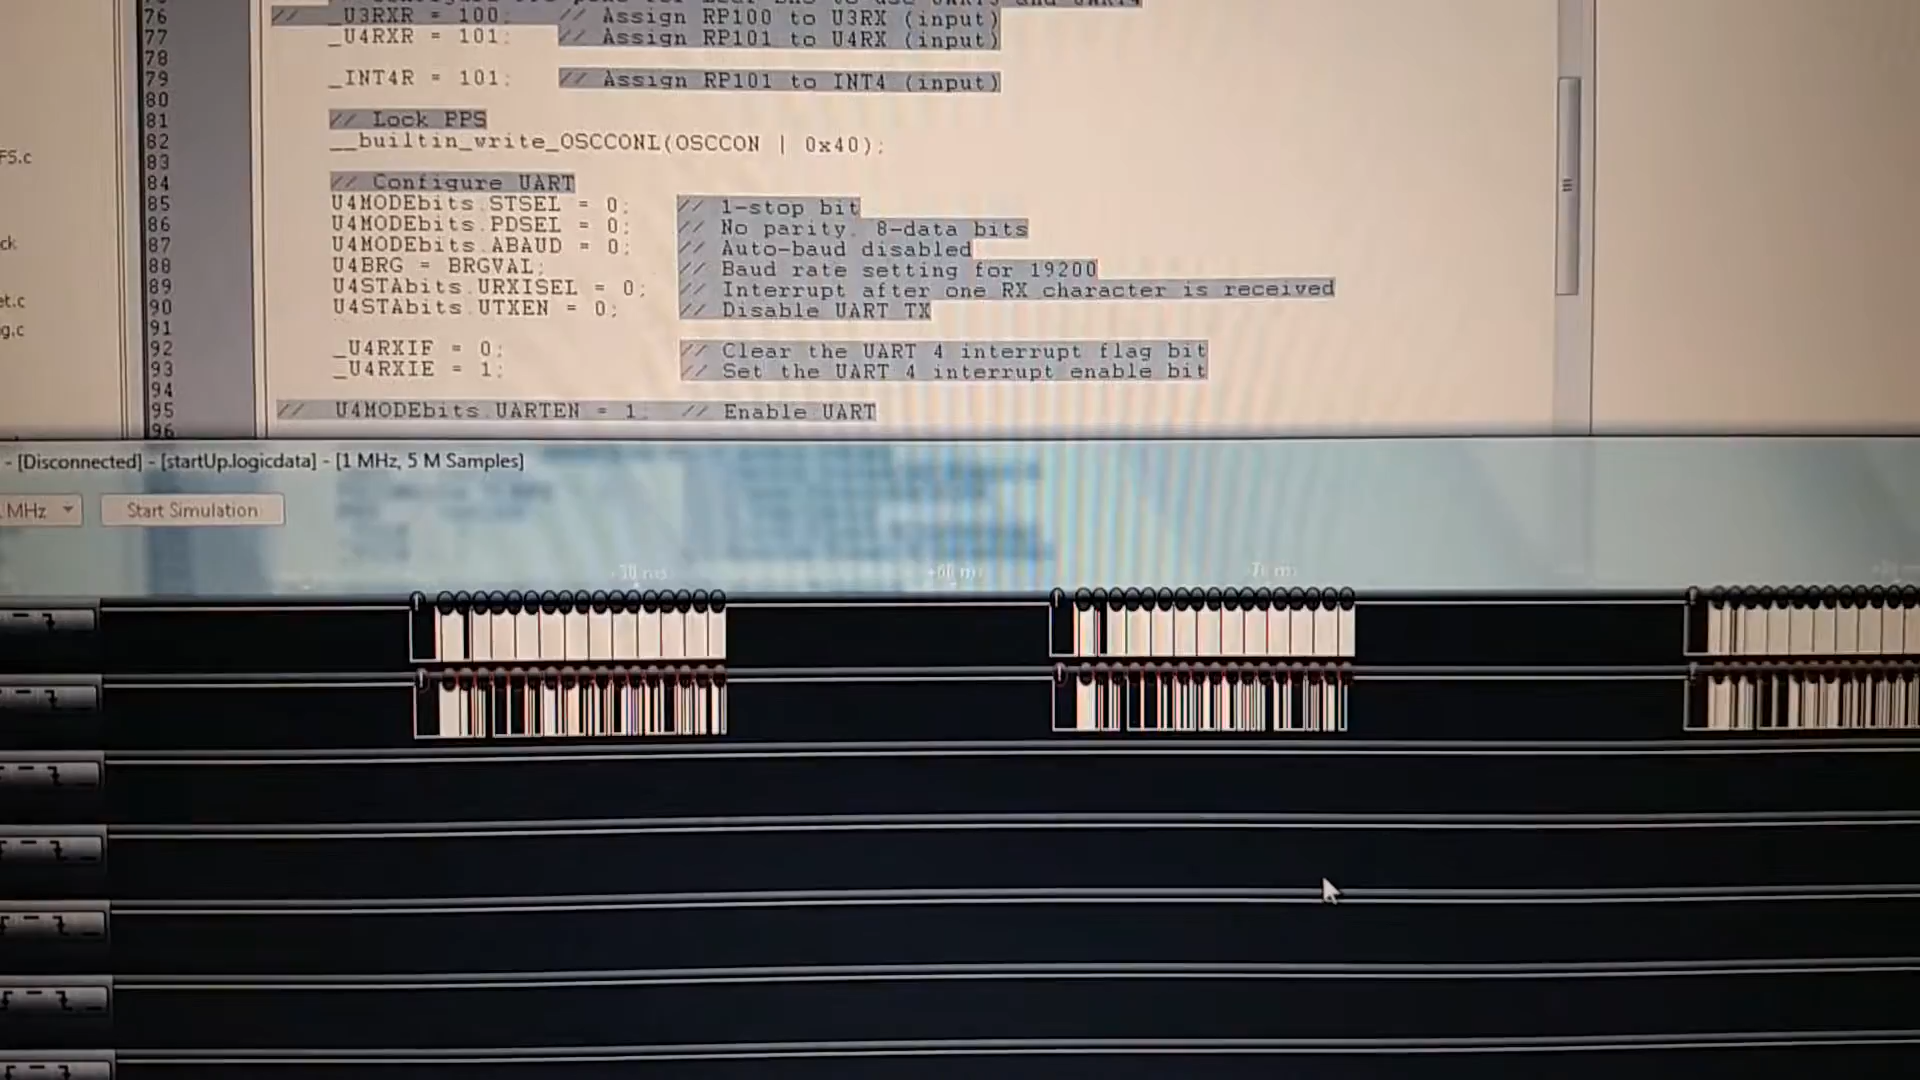 76 // _U3RXR = 100; // Assign RP100 to U3RX (input)
77 _U4RXR = 101; // Assign RP101 to U4RX (input)
78
79 _INT4R = 101; // Assign RP101 to INT4 (input)
80
81 // Lock PPS
82 __builtin_write_OSCCONL(OSCCON | 0x40);
83
84 // Configure UART
85 U4MODEbits.STSEL = 0; // 1-stop bit
86 U4MODEbits.PDSEL = 0; // No parity, 8-data bits
87 U4MODEbits.ABAUD = 0; // Auto-baud disabled
88 U4BRG = BRGVAL; // Baud rate setting for 19200
89 U4STAbits.URXISEL = 0; // Interrupt after one RX character is received
90 U4STAbits.UTXEN = 0; // Disable UART TX
91
92 _U4RXIF = 0; // Clear the UART 4 interrupt flag bit
93 _U4RXIE = 1; // Set the UART 4 interrupt enable bit
94
95 // U4MODEbits.UARTEN = 1; // Enable UART
96
FS.c
ck
et.c
g.c
- [Disconnected] - [startUp.logicdata] - [1 MHz, 5 M Samples]
MHz
Start Simulation